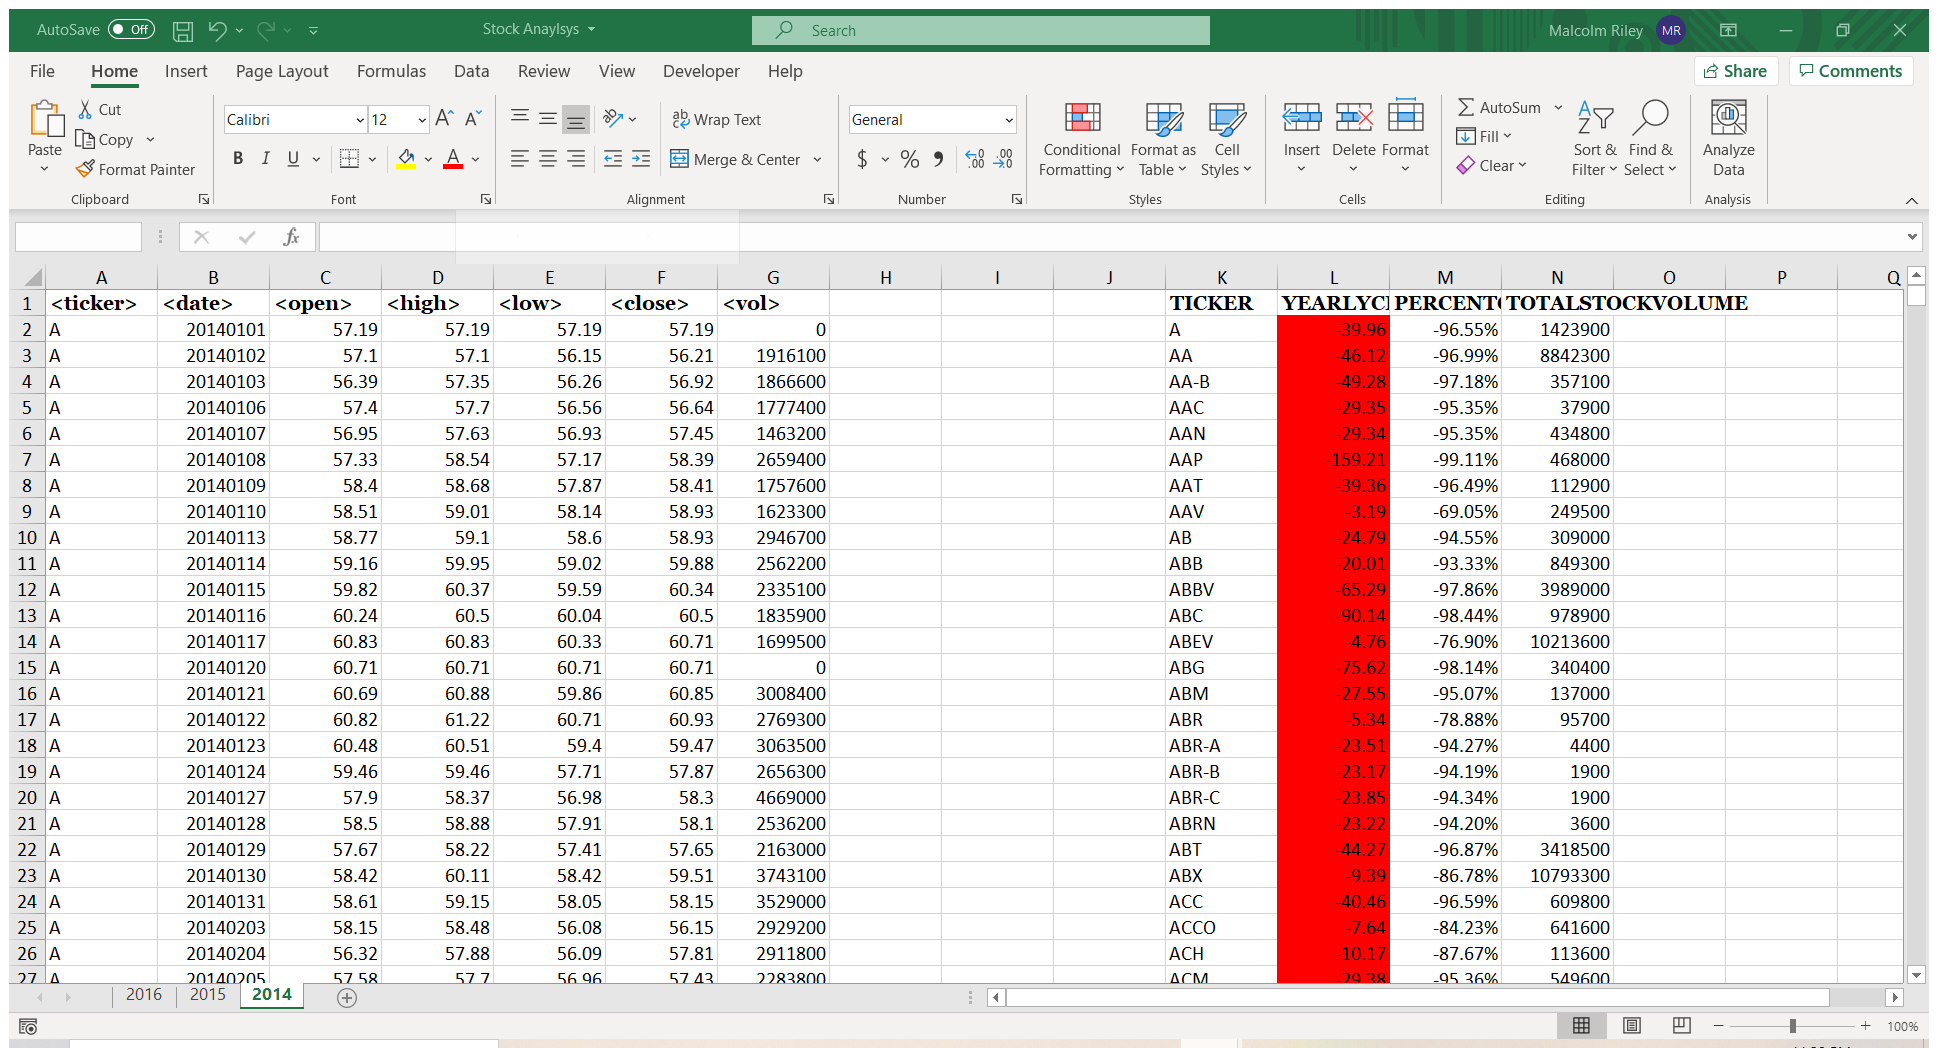 AutoSave Off Stock Anaylsys Search Malcolm Riley MR
File Home Insert Page Layout Formulas Data Review View Developer Help Share Comments
Cut
Copy
Format Painter
Paste
Clipboard
Calibri 12
B I U
Font
Wrap Text
Merge & Center
Alignment
General
$ % 9
Number
Conditional Formatting
Format as Table
Cell Styles
Styles
Insert Delete Format
Cells
AutoSum
Fill
Clear
Sort & Filter
Find & Select
Editing
Analyze Data
Analysis
fx
A B C D E F G H I J K L M N O P Q
1 <ticker> <date> <open> <high> <low> <close> <vol> TICKER YEARLYC PERCENT TOTALSTOCKVOLUME
2 A 20140101 57.19 57.19 57.19 57.19 0 A -39.96 -96.55% 1423900
3 A 20140102 57.1 57.1 56.15 56.21 1916100 AA -46.12 -96.99% 8842300
4 A 20140103 56.39 57.35 56.26 56.92 1866600 AA-B -49.28 -97.18% 357100
5 A 20140106 57.4 57.7 56.56 56.64 1777400 AAC -29.35 -95.35% 37900
6 A 20140107 56.95 57.63 56.93 57.45 1463200 AAN -29.34 -95.35% 434800
7 A 20140108 57.33 58.54 57.17 58.39 2659400 AAP -159.21 -99.11% 468000
8 A 20140109 58.4 58.68 57.87 58.41 1757600 AAT -39.36 -96.49% 112900
9 A 20140110 58.51 59.01 58.14 58.93 1623300 AAV -3.19 -69.05% 249500
10 A 20140113 58.77 59.1 58.6 58.93 2946700 AB -24.79 -94.55% 309000
11 A 20140114 59.16 59.95 59.02 59.88 2562200 ABB -20.01 -93.33% 849300
12 A 20140115 59.82 60.37 59.59 60.34 2335100 ABBV -65.29 -97.86% 3989000
13 A 20140116 60.24 60.5 60.04 60.5 1835900 ABC -90.14 -98.44% 978900
14 A 20140117 60.83 60.83 60.33 60.71 1699500 ABEV -4.76 -76.90% 10213600
15 A 20140120 60.71 60.71 60.71 60.71 0 ABG -75.62 -98.14% 340400
16 A 20140121 60.69 60.88 59.86 60.85 3008400 ABM -27.55 -95.07% 137000
17 A 20140122 60.82 61.22 60.71 60.93 2769300 ABR -5.34 -78.88% 95700
18 A 20140123 60.48 60.51 59.4 59.47 3063500 ABR-A -23.51 -94.27% 4400
19 A 20140124 59.46 59.46 57.71 57.87 2656300 ABR-B -23.17 -94.19% 1900
20 A 20140127 57.9 58.37 56.98 58.3 4669000 ABR-C -23.85 -94.34% 1900
21 A 20140128 58.5 58.88 57.91 58.1 2536200 ABRN -23.22 -94.20% 3600
22 A 20140129 57.67 58.22 57.41 57.65 2163000 ABT -44.27 -96.87% 3418500
23 A 20140130 58.42 60.11 58.42 59.51 3743100 ABX -9.39 -86.78% 10793300
24 A 20140131 58.61 59.15 58.05 58.15 3529000 ACC -40.46 -96.59% 609800
25 A 20140203 58.15 58.48 56.08 56.15 2929200 ACCO -7.64 -84.23% 641600
26 A 20140204 56.32 57.88 56.09 57.81 2911800 ACH -10.17 -87.67% 113600
27 A 20140205 57.58 57.7 56.96 57.43 2283800 ACM -29.38 -95.36% 549600
2016 2015 2014
100%